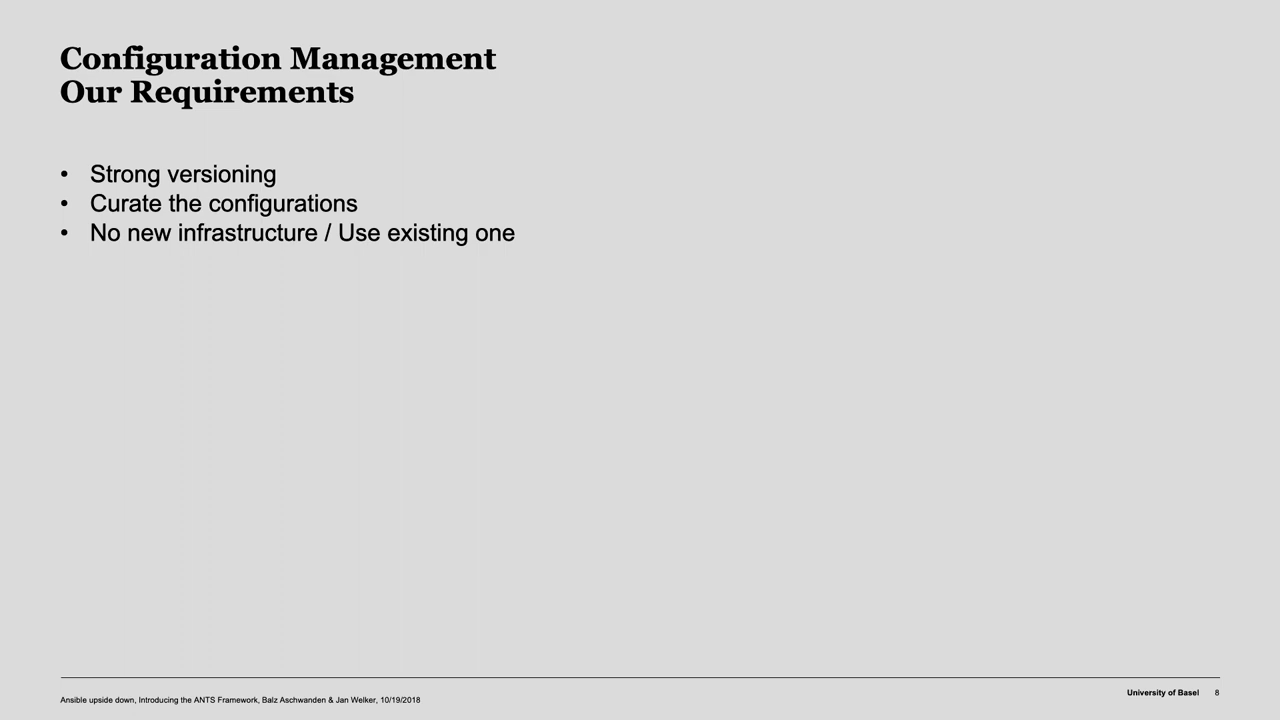 Configuration Management
Our Requirements
• Strong versioning
• Curate the configurations
• No new infrastructure / Use existing one
Ansible upside down, Introducing the ANTS Framework, Balz Aschwanden & Jan Welker, 10/19/2018
University of Basel 8